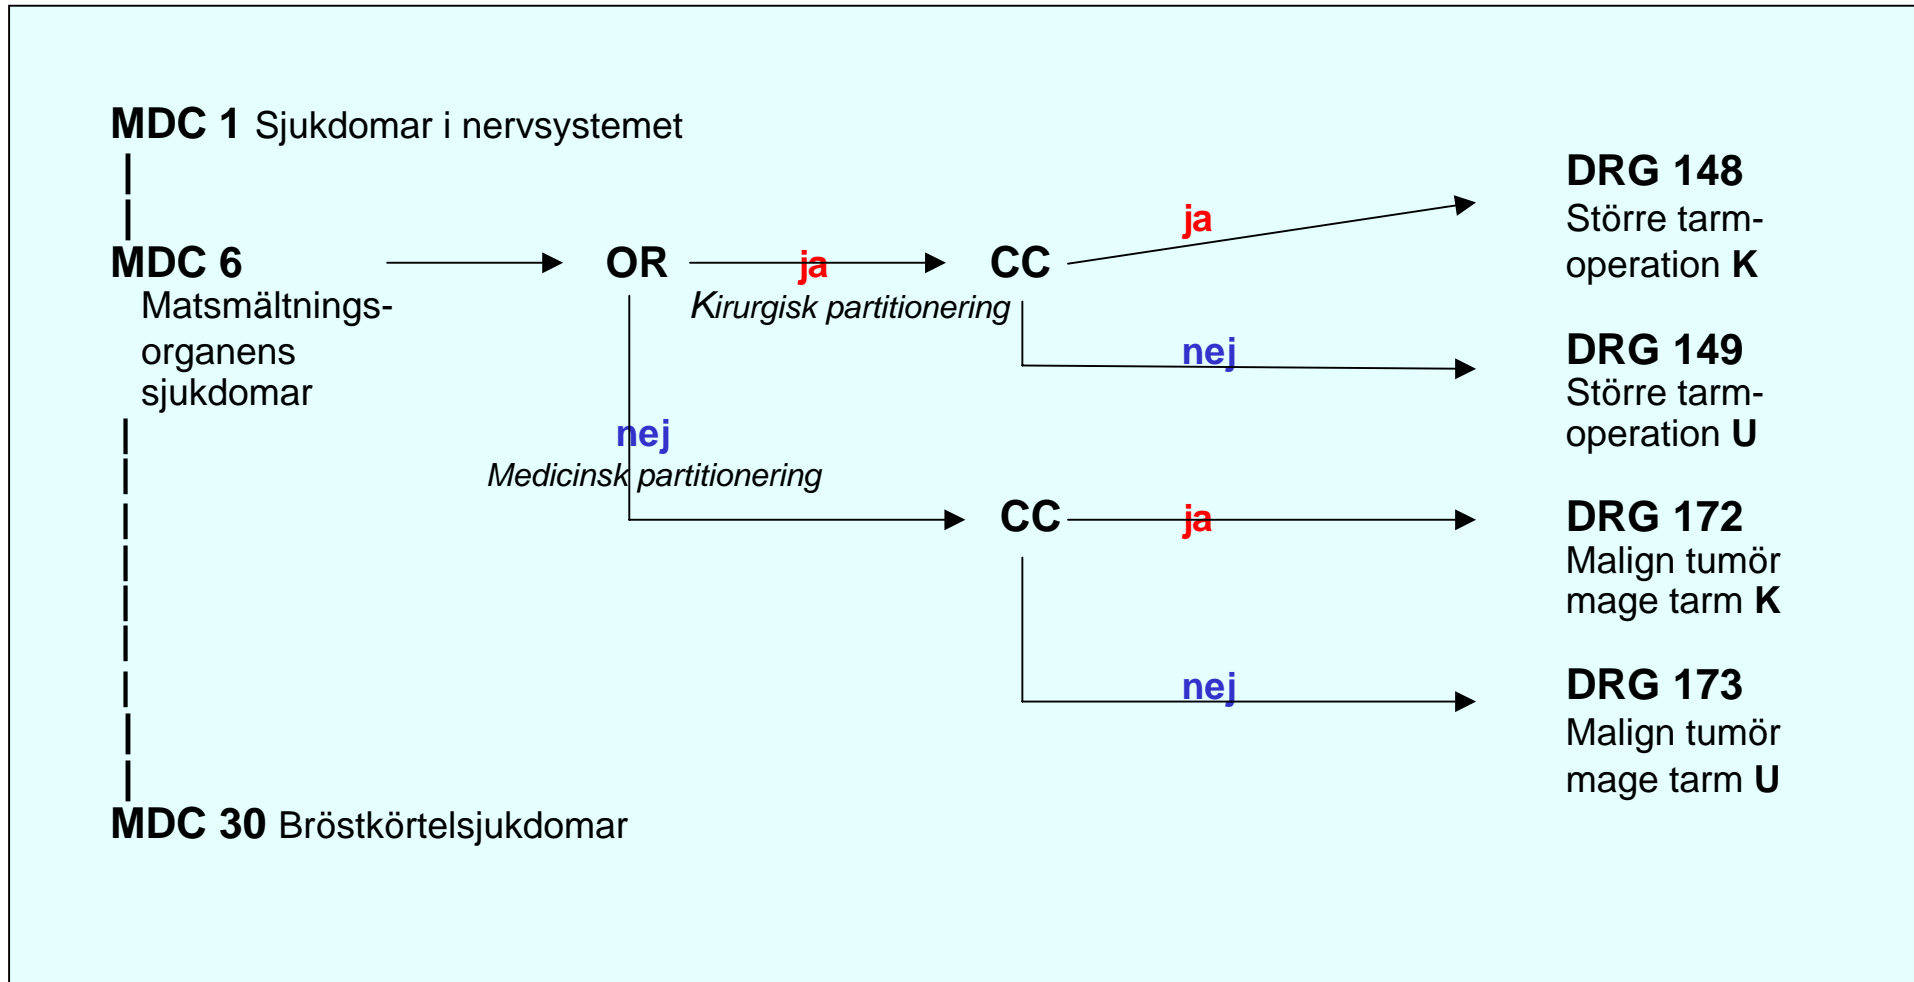 MDC 1 Sjukdomar i nervsystemet
MDC 6
Matsmältnings-
organens
sjukdomar
MDC 30 Bröstkörtelsjukdomar
OR
ja
Kirurgisk partitionering
nej
Medicinsk partitionering
CC
ja
nej
CC
ja
nej
DRG 148
Större tarm-
operation K
DRG 149
Större tarm-
operation U
DRG 172
Malign tumör
mage tarm K
DRG 173
Malign tumör
mage tarm U